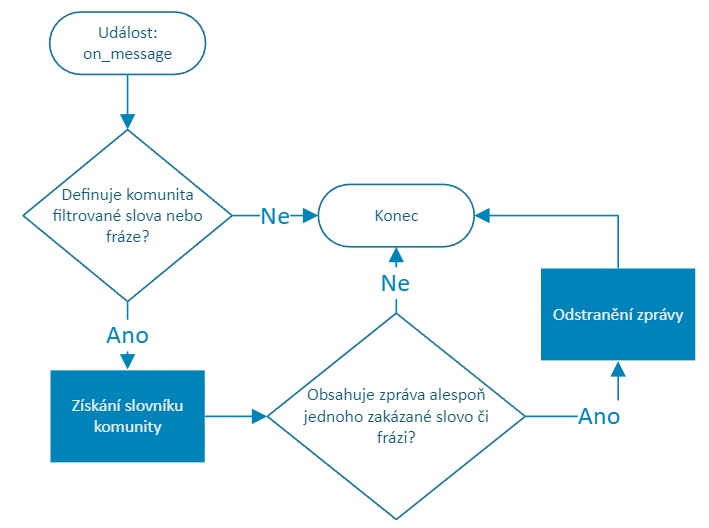 Událost:
on_message
Definuje komunita
filtrované slova nebo
fráze?
Ne
Konec
Ano
Ne
Odstranění zprávy
Získání slovníku
komunity
Obsahuje zpráva alespoň
jednoho zakázané slovo či
frázi?
Ano